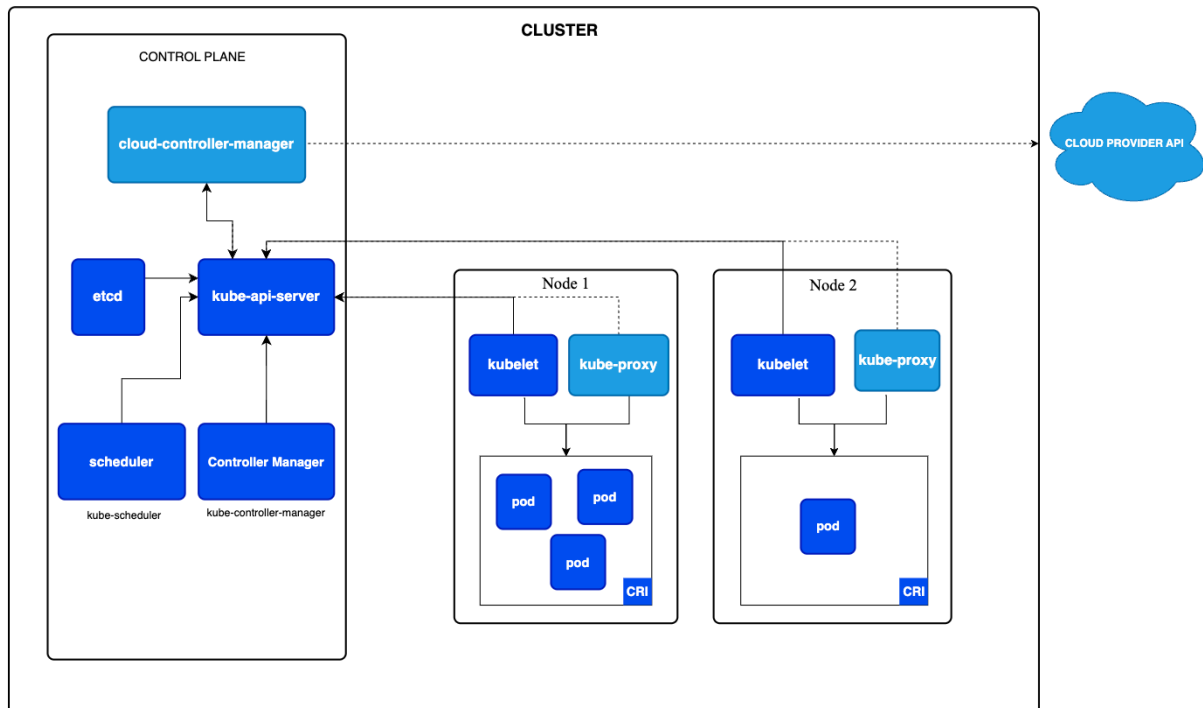 CLUSTER
CONTROL PLANE
cloud-controller-manager
CLOUD PROVIDER API
etcd
kube-api-server
scheduler
kube-scheduler
Controller Manager
kube-controller-manager
Node 1
kubelet
kube-proxy
pod
pod
pod
CRI
Node 2
kubelet
kube-proxy
pod
CRI